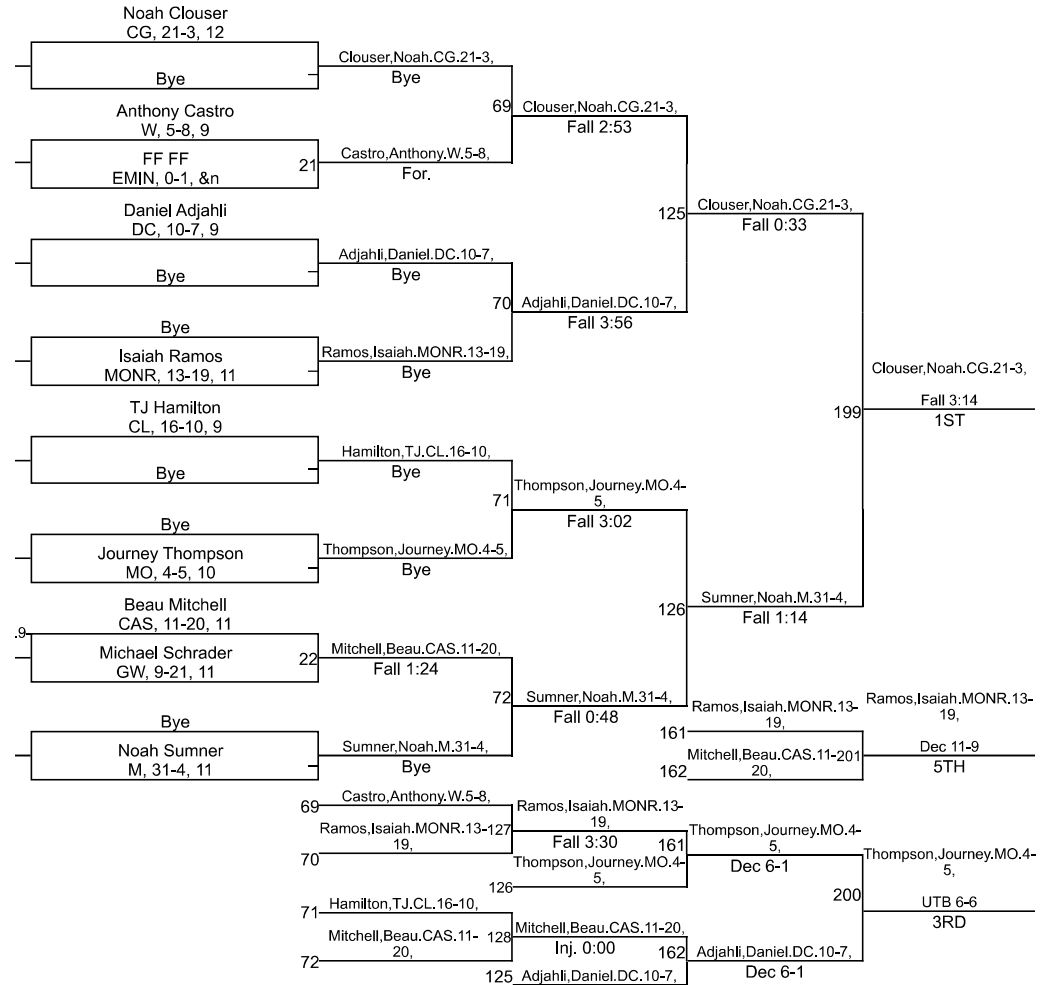 Noah Clouser
CG, 21-3, 12
Clouser,Noah.CG.21-3,
Bye
Bye
69
Clouser,Noah.CG.21-3,
Fall 2:53
Anthony Castro
W, 5-8, 9
FF FF
EMIN, 0-1, &n
21
Castro,Anthony.W.5-8,
For.
125
Clouser,Noah.CG.21-3,
Fall 0:33
Daniel Adjahli
DC, 10-7, 9
Adjahli,Daniel.DC.10-7,
Bye
Bye
70
Adjahli,Daniel.DC.10-7,
Fall 3:56
Bye
Isaiah Ramos
MONR, 13-19, 11
Ramos,Isaiah.MONR.13-19,
Bye
Clouser,Noah.CG.21-3,
199
Fall 3:14
1ST
TJ Hamilton
CL, 16-10, 9
Hamilton,TJ.CL.16-10,
Bye
Bye
71
Thompson,Journey.MO.4-
5,
Fall 3:02
Bye
Journey Thompson
MO, 4-5, 10
Thompson,Journey.MO.4-5,
Bye
126
Sumner,Noah.M.31-4,
Fall 1:14
Beau Mitchell
CAS, 11-20, 11
.9
Michael Schrader
GW, 9-21, 11
22
Mitchell,Beau.CAS.11-20,
Fall 1:24
72
Sumner,Noah.M.31-4,
Fall 0:48
Bye
Noah Sumner
M, 31-4, 11
Sumner,Noah.M.31-4,
Bye
Ramos,Isaiah.MONR.13-
19,
161
Mitchell,Beau.CAS.11-
20,
162
201
Ramos,Isaiah.MONR.13-
19,
Dec 11-9
5TH
69
Castro,Anthony.W.5-8,
Ramos,Isaiah.MONR.13-
19,
70
127
Ramos,Isaiah.MONR.13-
19,
Fall 3:30
Thompson,Journey.MO.4-
5,
126
161
Thompson,Journey.MO.4-
5,
Dec 6-1
71
Hamilton,TJ.CL.16-10,
Mitchell,Beau.CAS.11-
20,
72
128
Mitchell,Beau.CAS.11-20,
Inj. 0:00
125
Adjahli,Daniel.DC.10-7,
162
Adjahli,Daniel.DC.10-7,
Dec 6-1
200
Thompson,Journey.MO.4-
5,
UTB 6-6
3RD